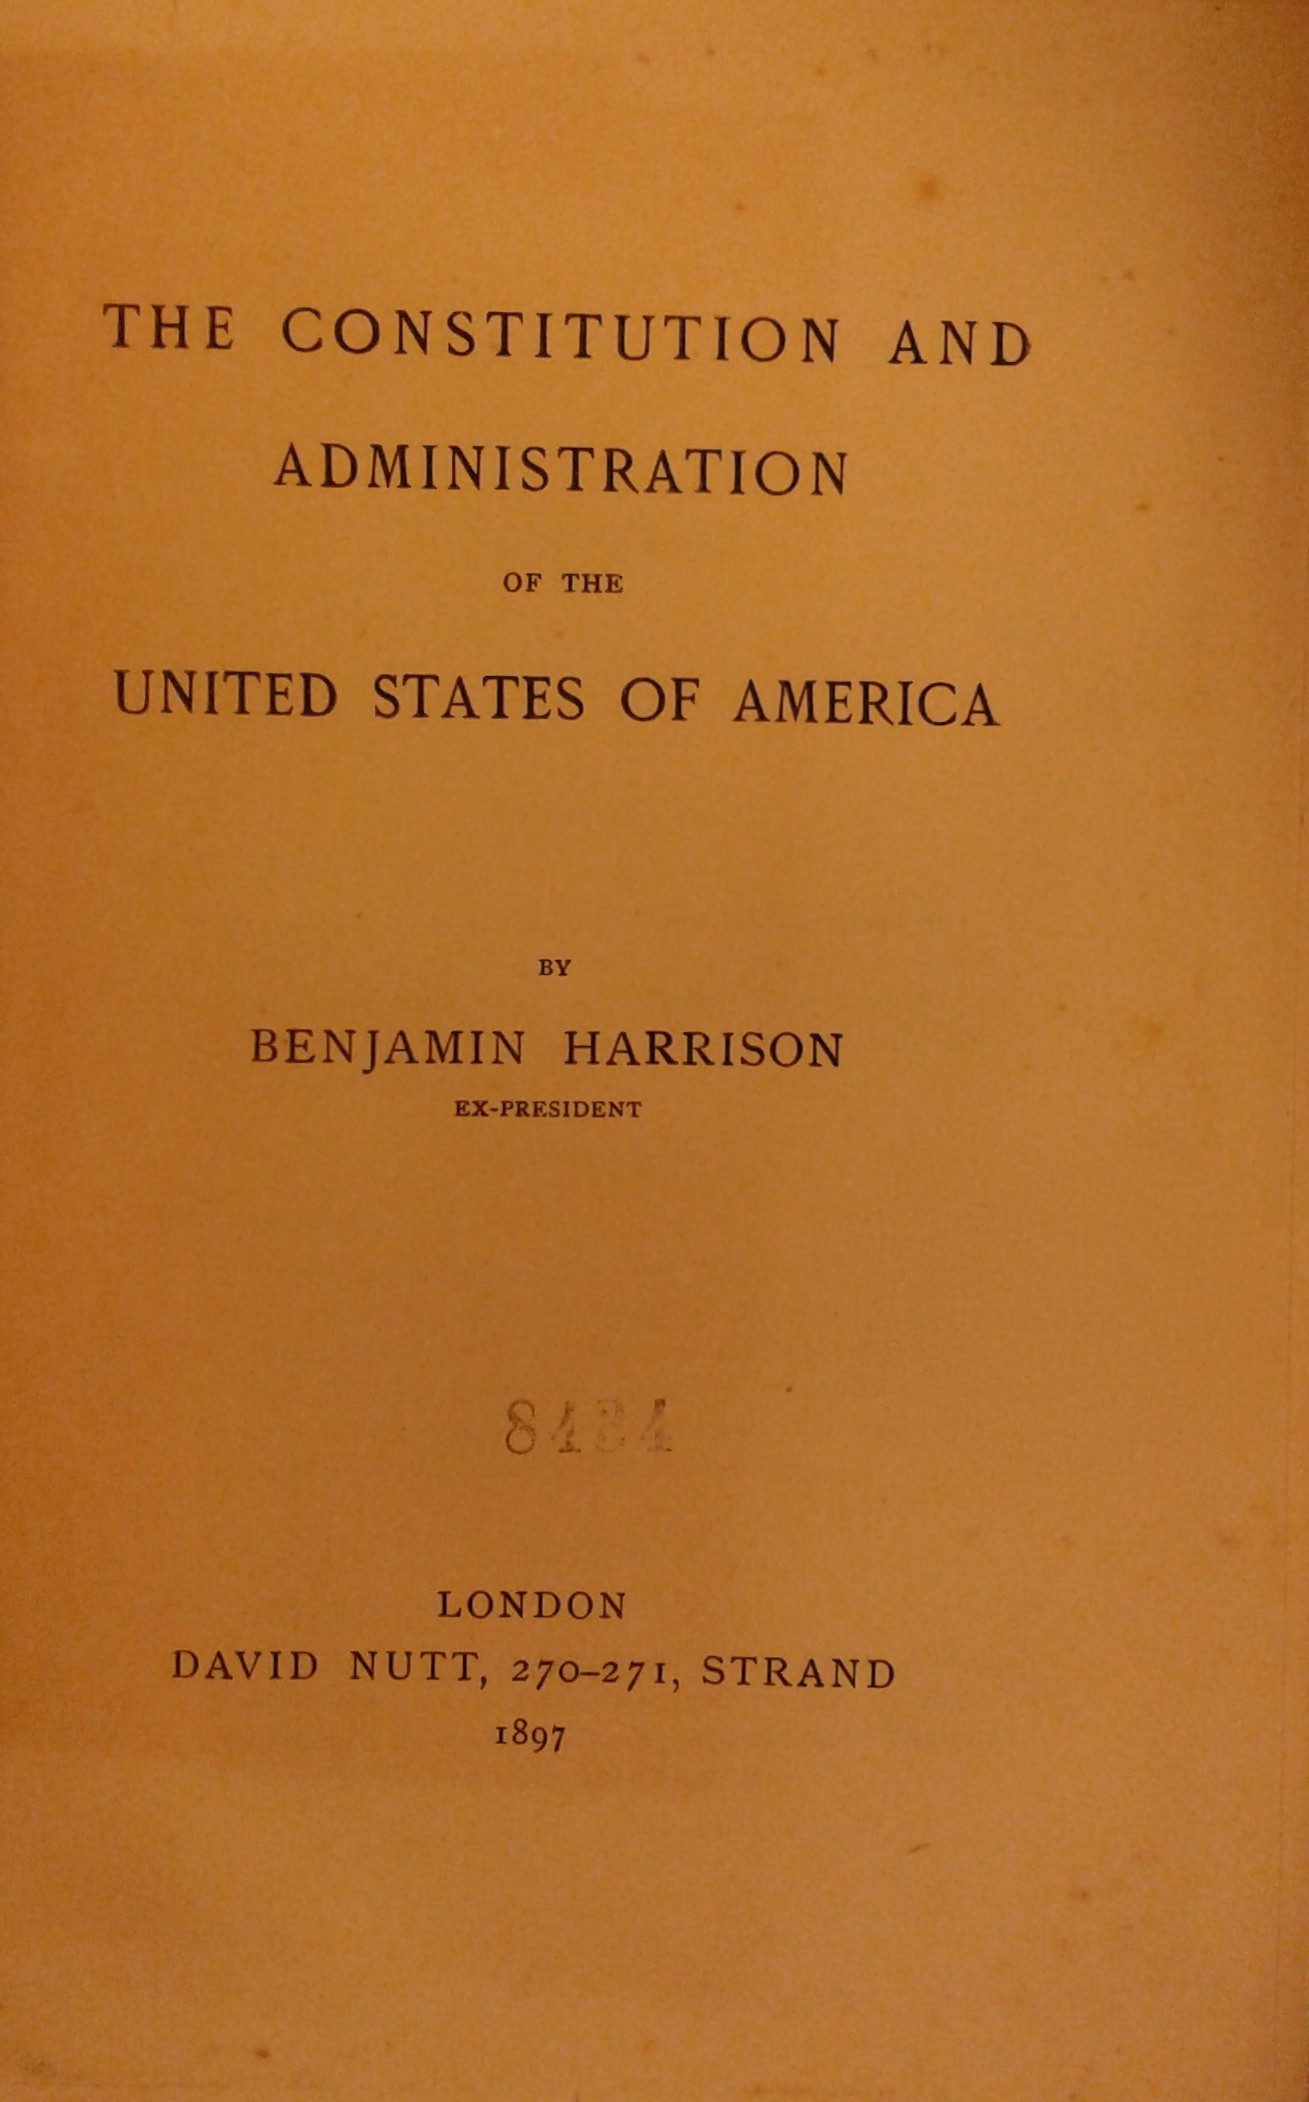 THE CONSTITUTION AND
ADMINISTRATION
OF THE
UNITED STATES OF AMERICA
BY
BENJAMIN HARRISON
EX-PRESIDENT
LONDON
DAVID NUTT, 270–271, STRAND
1897